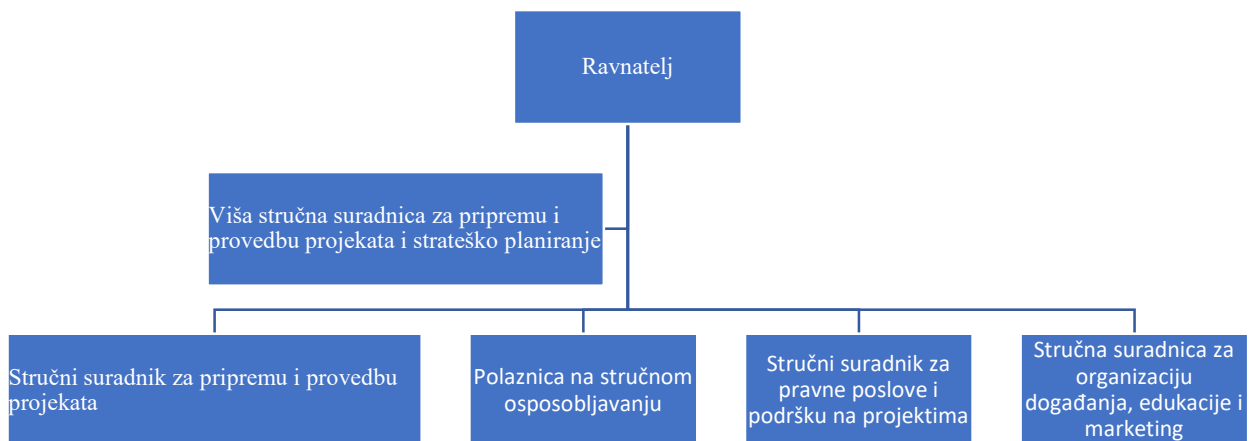 Ravnatelj
Viša stručna suradnica za pripremu i
provedbu projekata i strateško planiranje
Stručni suradnik za pripremu i provedbu
projekata
Polaznica na stručnom
osposobljavanju
Stručni suradnik za
pravne poslove i
podršku na projektima
Stručna suradnica za
organizaciju
događanja, edukacije i
marketing